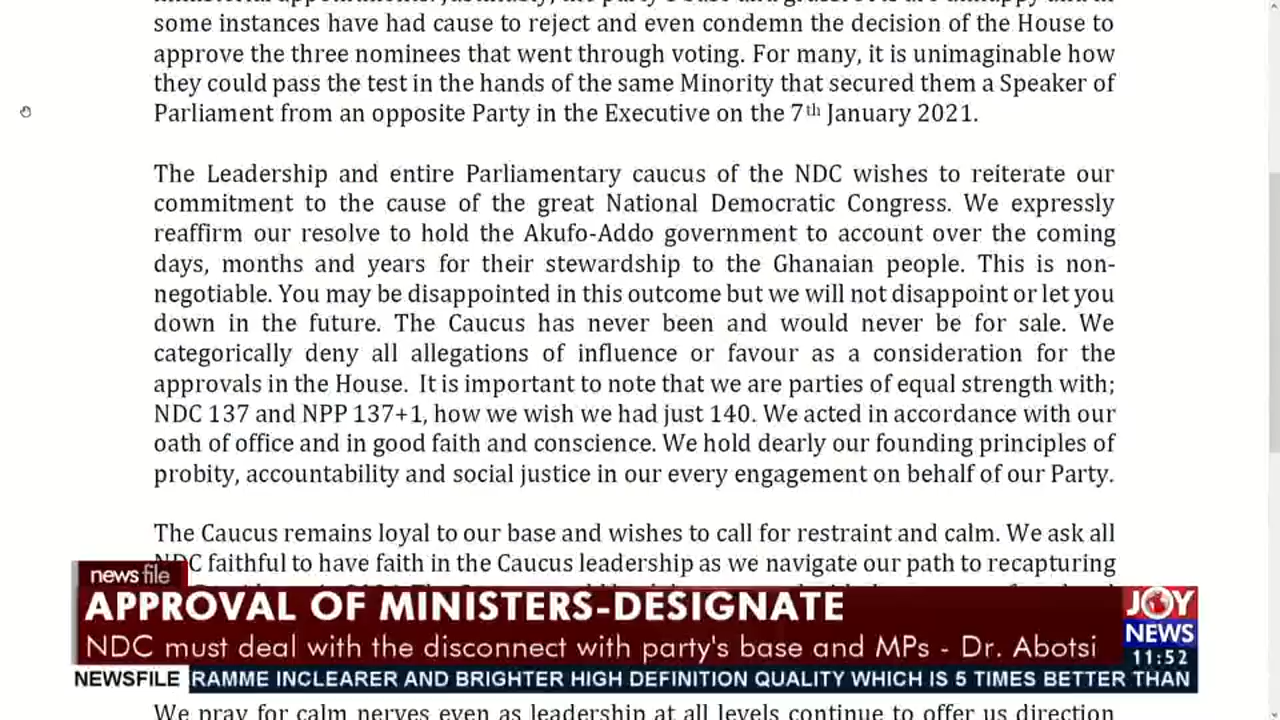 some instances have had cause to reject and even condemn the decision of the House to
approve the three nominees that went through voting. For many, it is unimaginable how
they could pass the test in the hands of the same Minority that secured them a Speaker of
Parliament from an opposite Party in the Executive on the 7th January 2021.
The Leadership and entire Parliamentary caucus of the NDC wishes to reiterate our
commitment to the cause of the great National Democratic Congress. We expressly
reaffirm our resolve to hold the Akufo-Addo government to account over the coming
days, months and years for their stewardship to the Ghanaian people. This is non-
negotiable. You may be disappointed in this outcome but we will not disappoint or let you
down in the future. The Caucus has never been and would never be for sale. We
categorically deny all allegations of influence or favour as a consideration for the
approvals in the House. It is important to note that we are parties of equal strength with;
NDC 137 and NPP 137+1, how we wish we had just 140. We acted in accordance with our
oath of office and in good faith and conscience. We hold dearly our founding principles of
probity, accountability and social justice in our every engagement on behalf of our Party.
The Caucus remains loyal to our base and wishes to call for restraint and calm. We ask all
NDC faithful to have faith in the Caucus leadership as we navigate our path to recapturing
newsfile
APPROVAL OF MINISTERS-DESIGNATE
NDC must deal with the disconnect with party's base and MPs - Dr. Abotsi
JOY
NEWS
11:52
NEWSFILE RAMME INCLEARER AND BRIGHTER HIGH DEFINITION QUALITY WHICH IS 5 TIMES BETTER THAN
We pray for calm nerves even as leadership at all levels continue to offer us direction